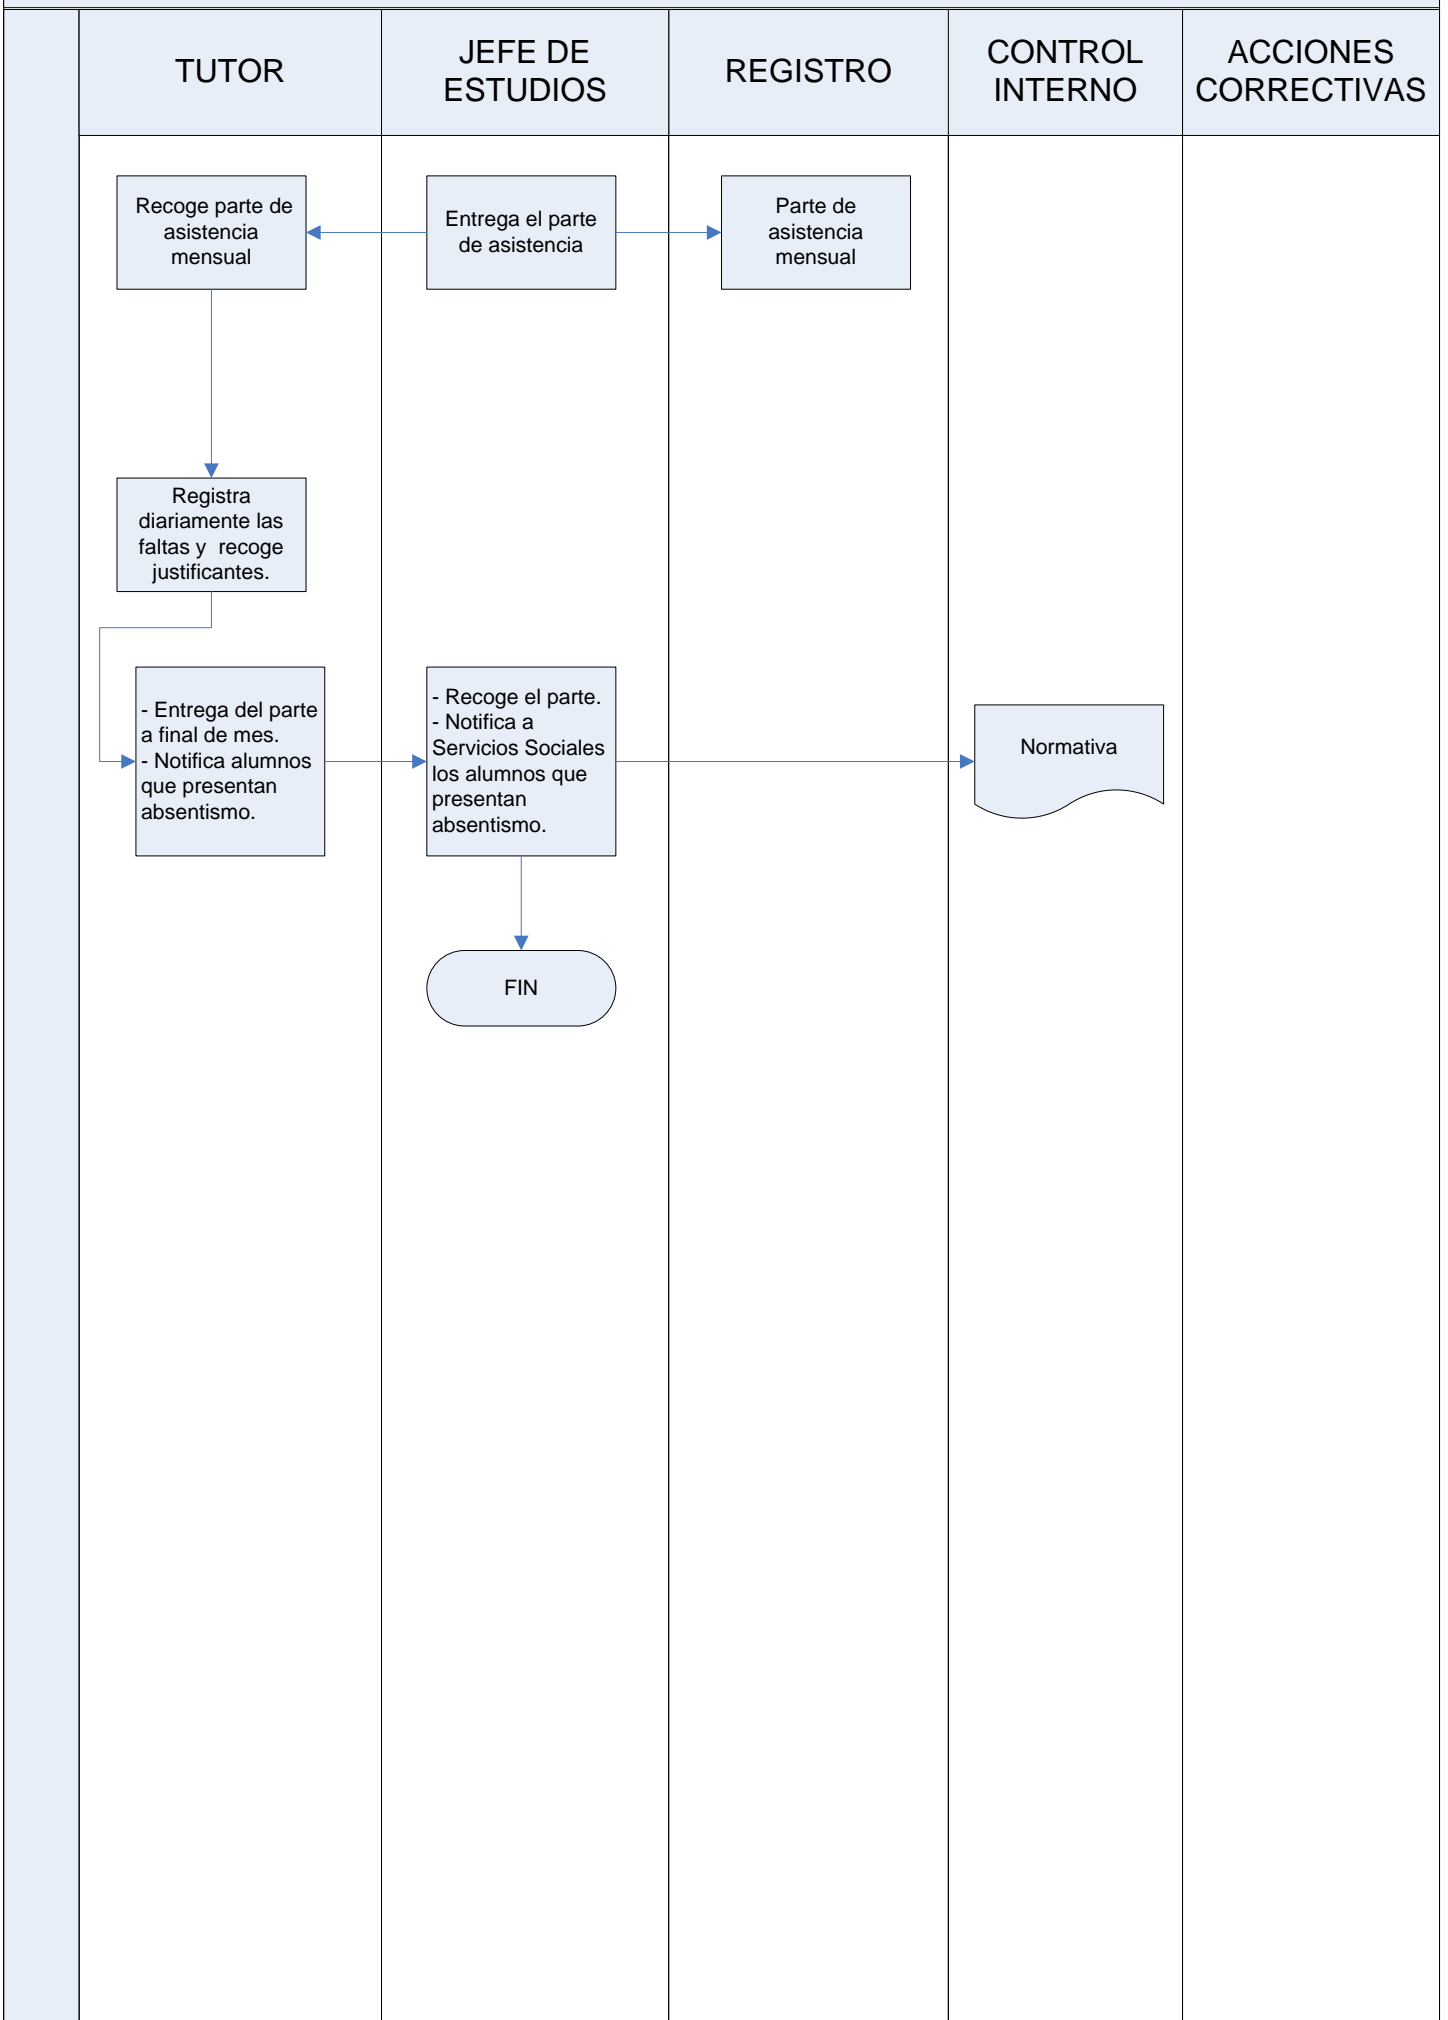 TUTOR
JEFE DE
ESTUDIOS
REGISTRO
CONTROL
INTERNO
ACCIONES
CORRECTIVAS
Recoge parte de
asistencia
mensual
Entrega el parte
de asistencia
Parte de
asistencia
mensual
Registra
diariamente las
faltas y  recoge
justificantes.
- Entrega del parte
a final de mes.
- Notifica alumnos
que presentan
absentismo.
- Recoge el parte.
- Notifica a
Servicios Sociales
los alumnos que
presentan
absentismo.
Normativa
FIN